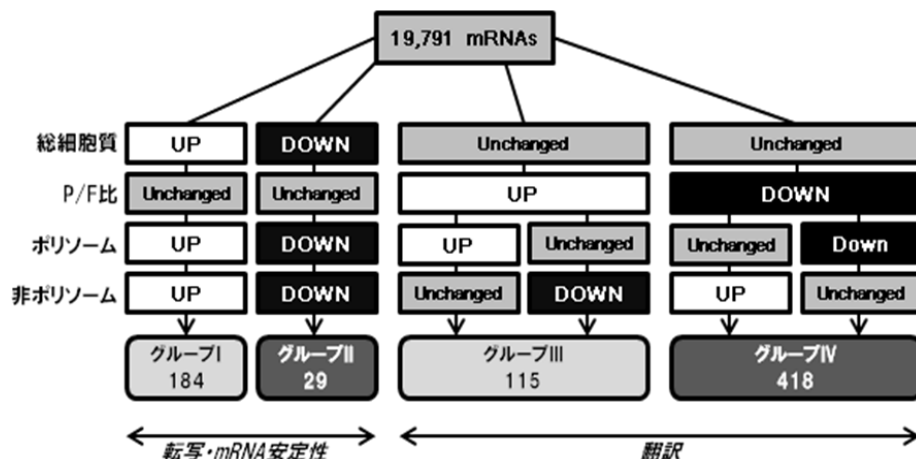 19,791 mRNAs
総細胞質 UP DOWN Unchanged Unchanged
P/F比 Unchanged Unchanged UP DOWN
ポリソーム UP DOWN UP Unchanged Unchanged Down
非ポリソーム UP DOWN Unchanged DOWN UP Unchanged
グループI グループII グループIII グループIV
184 29 115 418
転写・mRNA安定性 翻訳